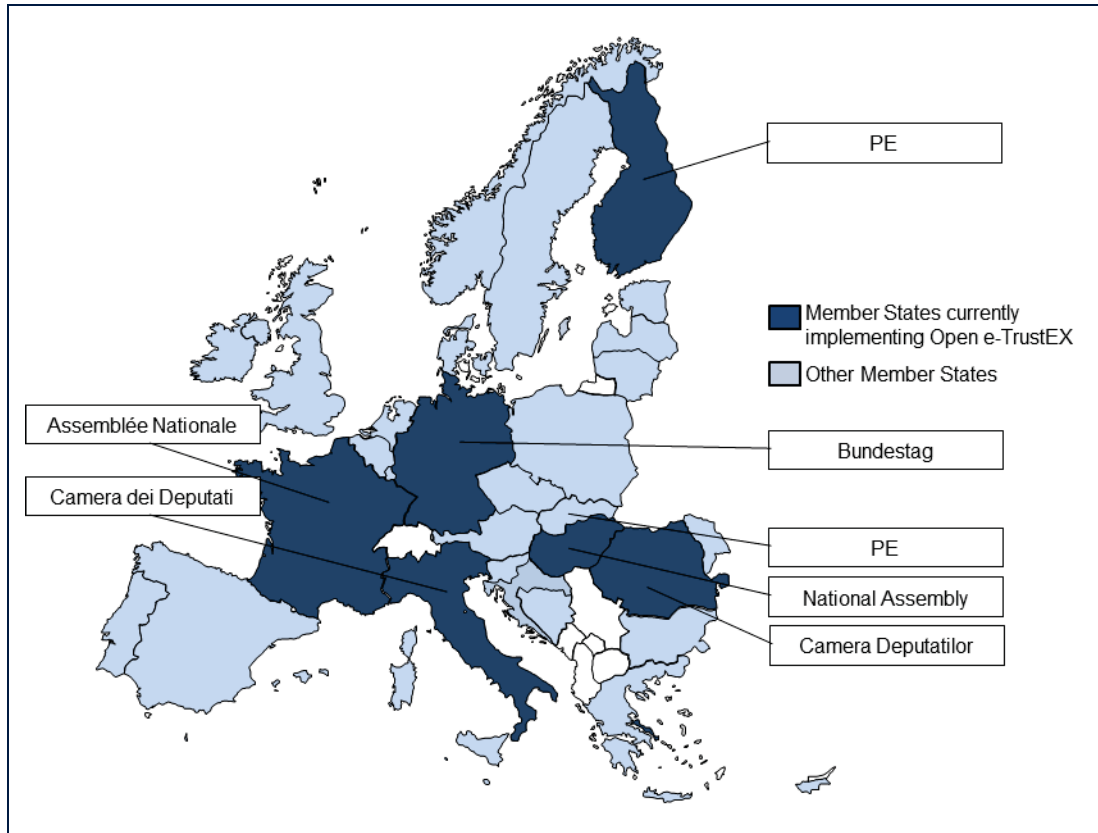 PE
Member States currently
implementing Open e-TrustEX
Other Member States
Assemblée Nationale
Bundestag
Camera dei Deputati
PE
National Assembly
Camera Deputatilor